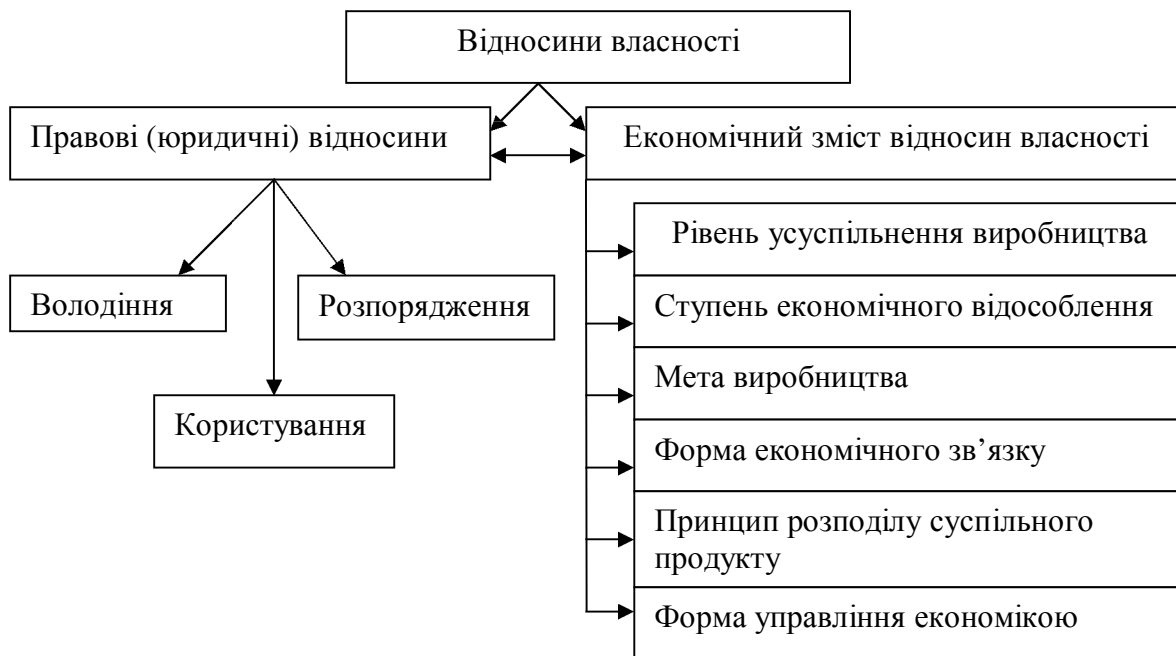 Відносини власності
Правові (юридичні) відносини
Економічний зміст відносин власності
Володіння
Розпорядження
Користування
Рівень усуспільнення виробництва
Ступень економічного відособлення
Мета виробництва
Форма економічного зв’язку
Принцип розподілу суспільного
продукту
Форма управління економікою